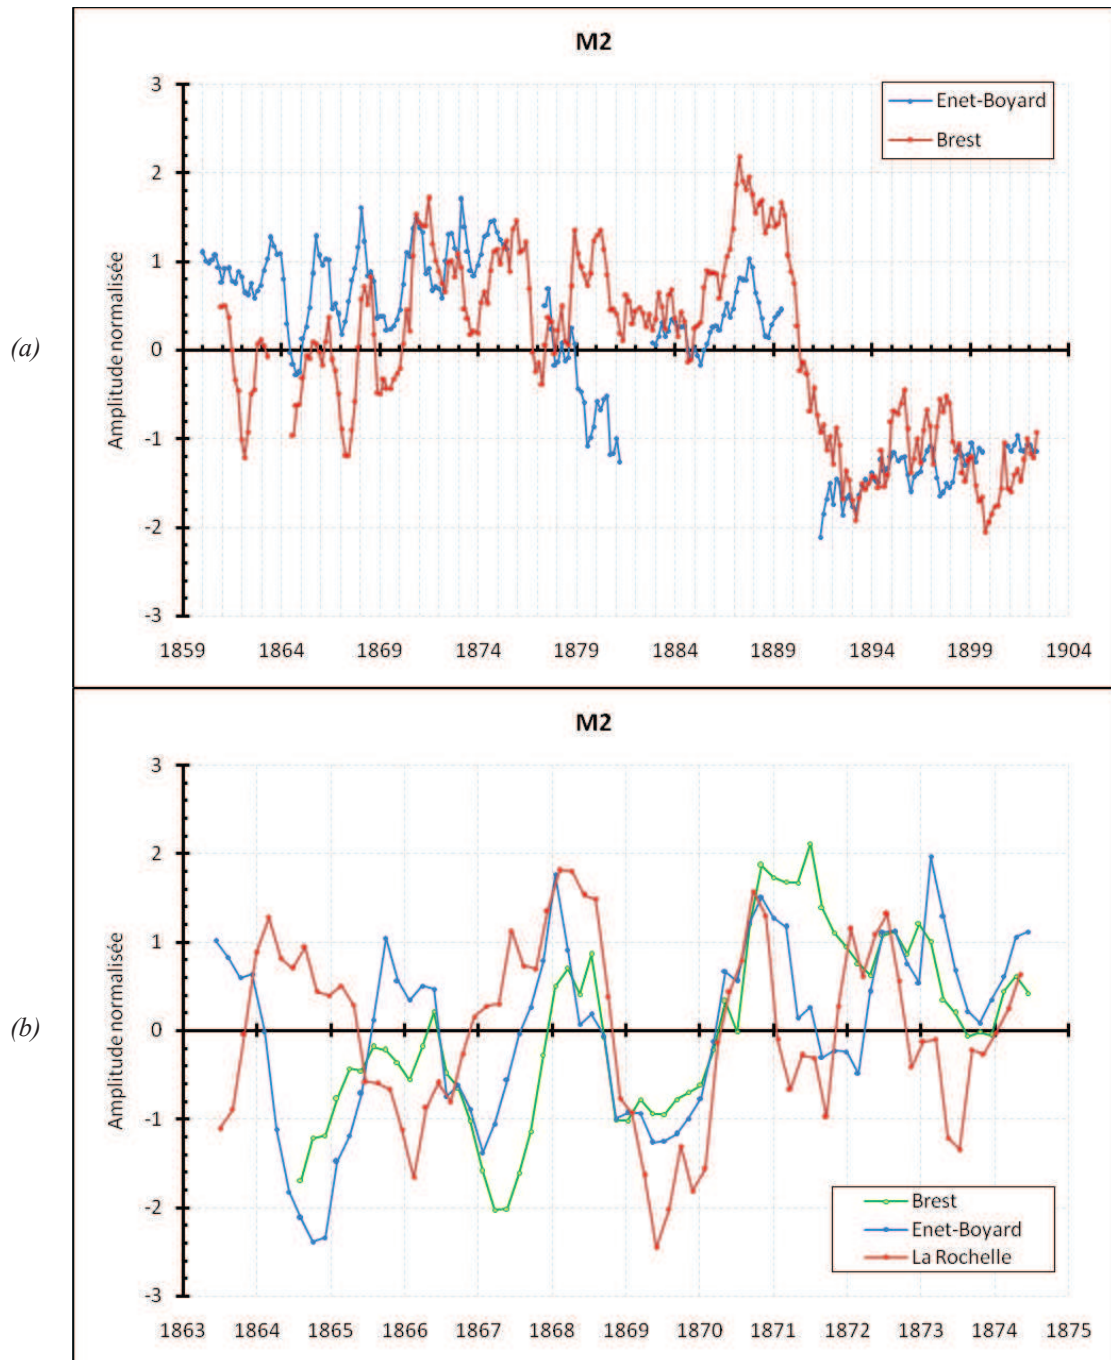 (a)
M2
Amplitude normalisée
3
2
1
0
-1
-2
-3
1859 1864 1869 1874 1879 1884 1889 1894 1899 1904
Enet-Boyard
Brest
(b)
M2
Amplitude normalisée
3
2
1
0
-1
-2
-3
1863 1864 1865 1866 1867 1868 1869 1870 1871 1872 1873 1874 1875
Brest
Enet-Boyard
La Rochelle